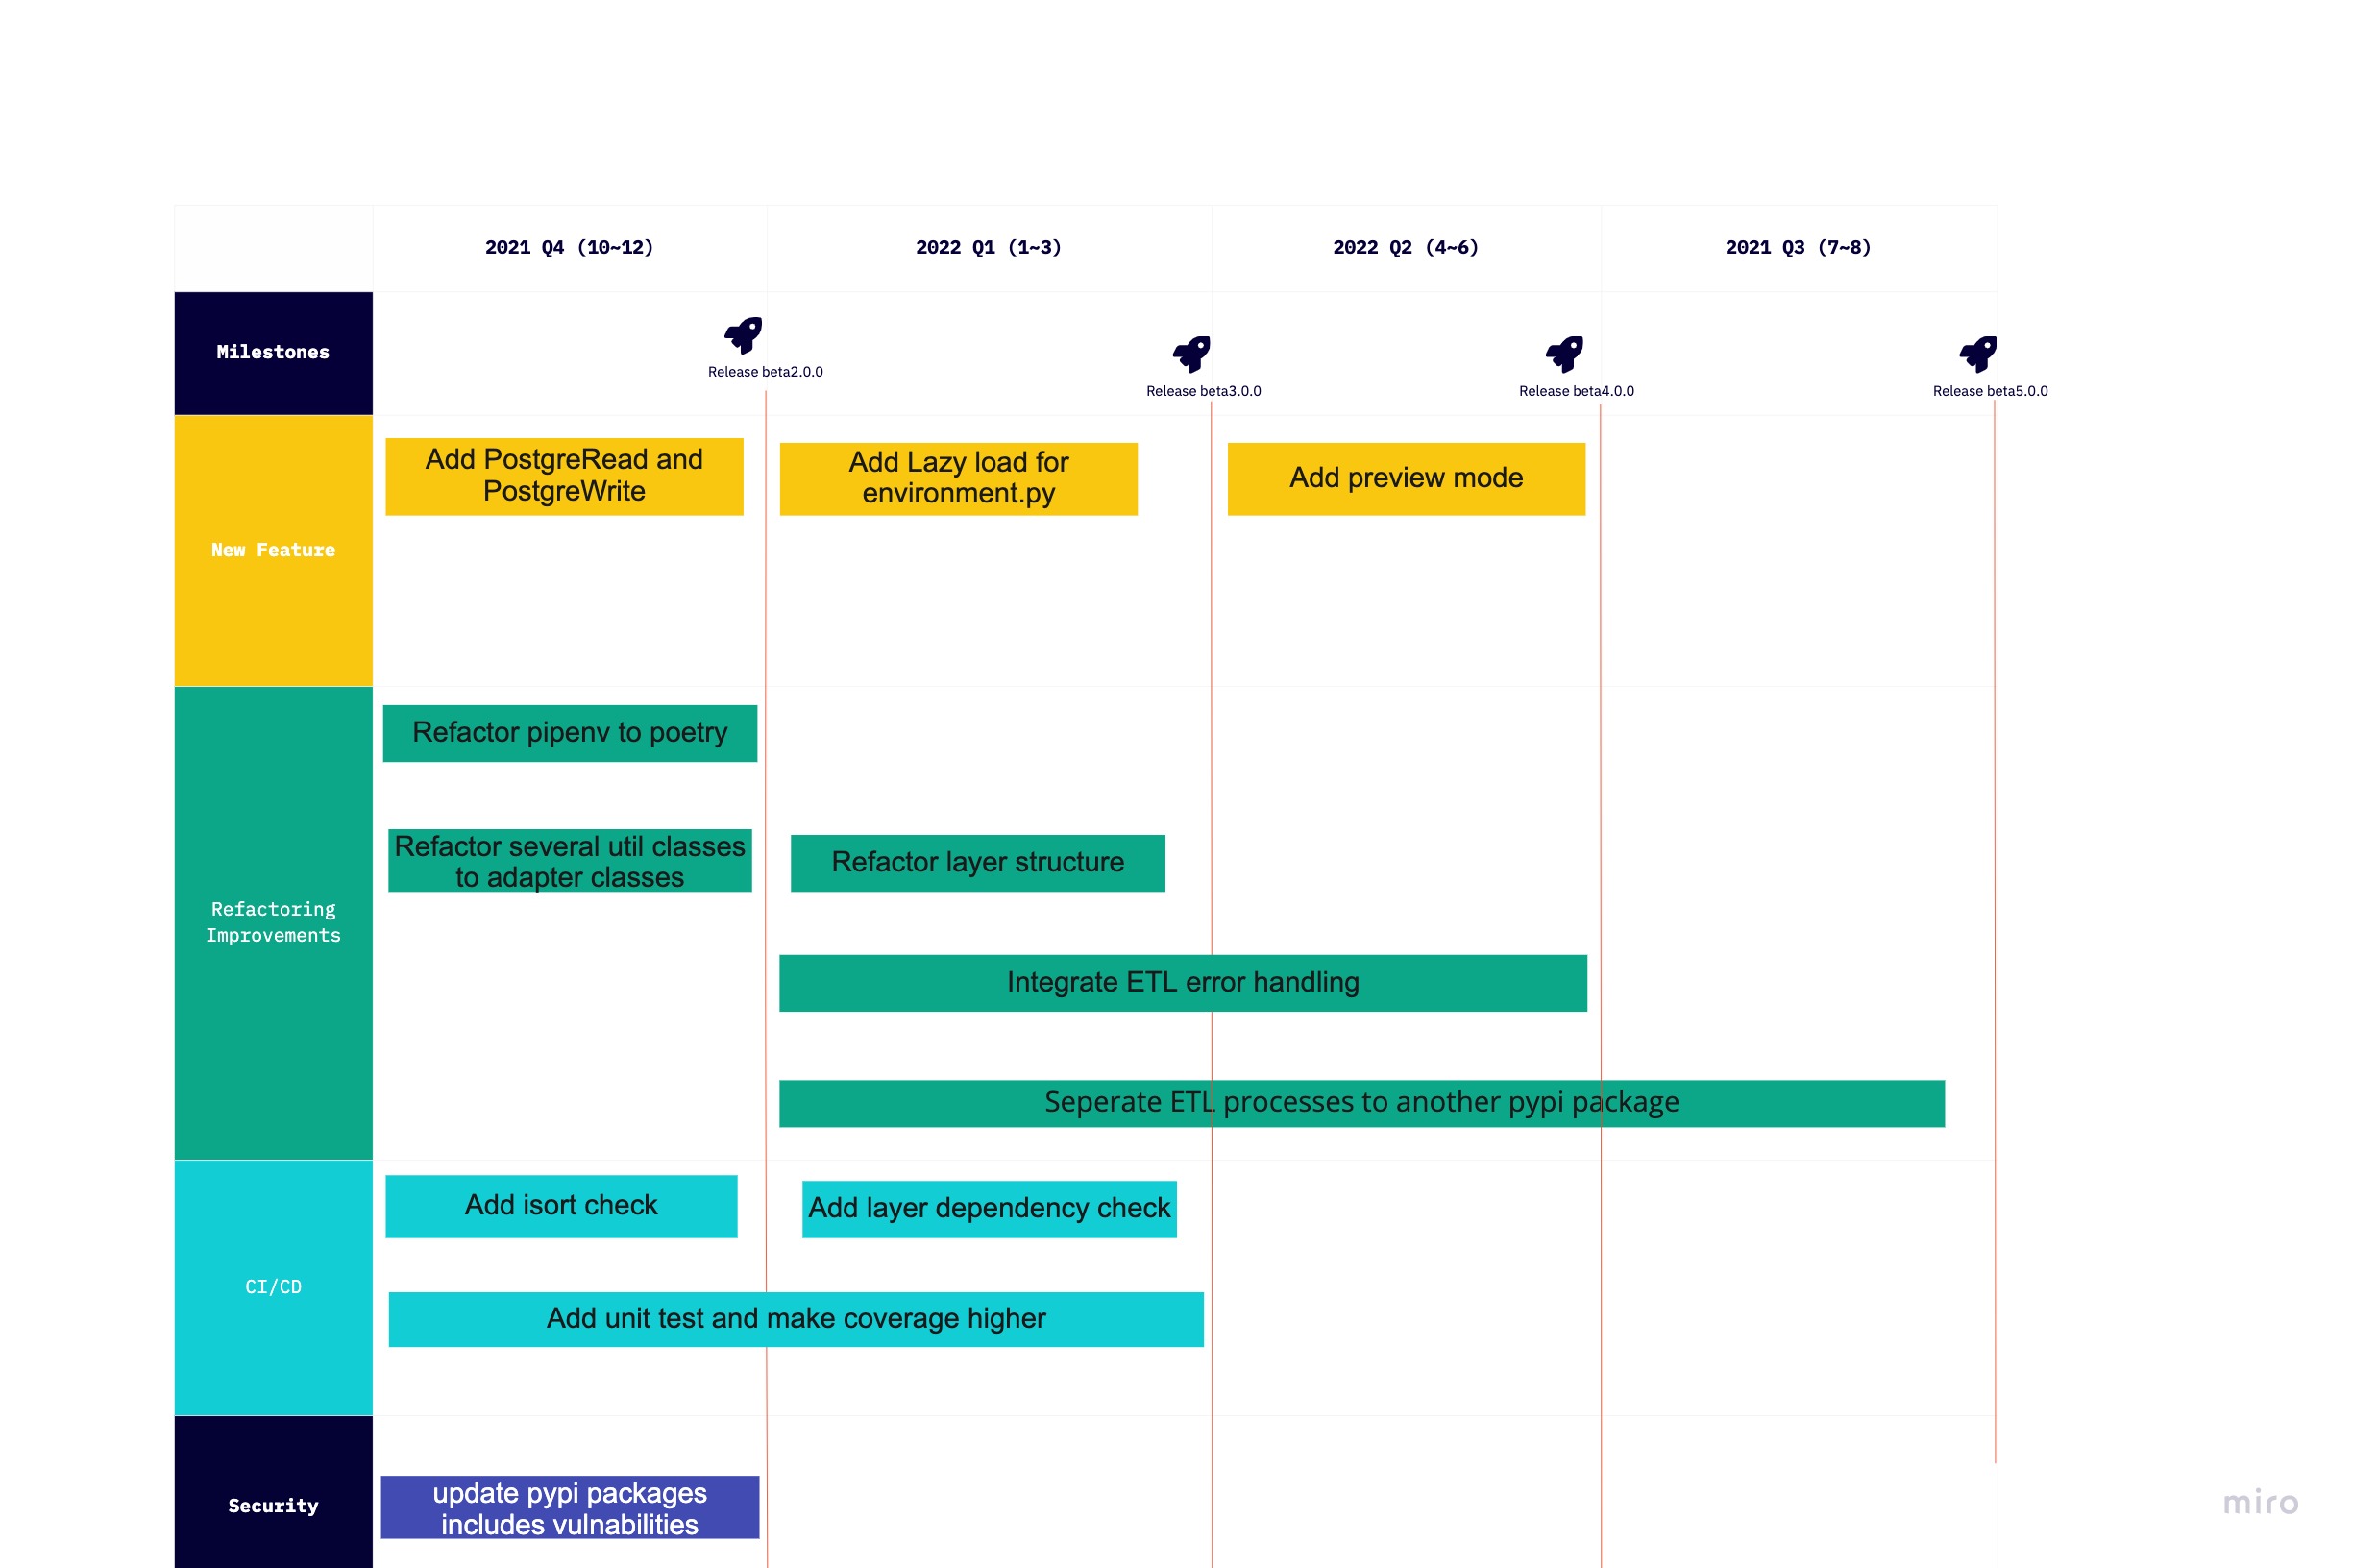 2021 Q4 (10~12)
2022 Q1 (1~3)
2022 Q2 (4~6)
2021 Q3 (7~8)
Milestones
Release beta2.0.0
Release beta3.0.0
Release beta4.0.0
Release beta5.0.0
New Feature
Add PostgreRead and
PostgreWrite
Add Lazy load for
environment.py
Add preview mode
Refactoring
Improvements
Refactor pipenv to poetry
Refactor several util classes
to adapter classes
Refactor layer structure
Integrate ETL error handling
Seperate ETL processes to another pypi package
CI/CD
Add isort check
Add layer dependency check
Add unit test and make coverage higher
Security
update pypi packages
includes vulnabilities
miro